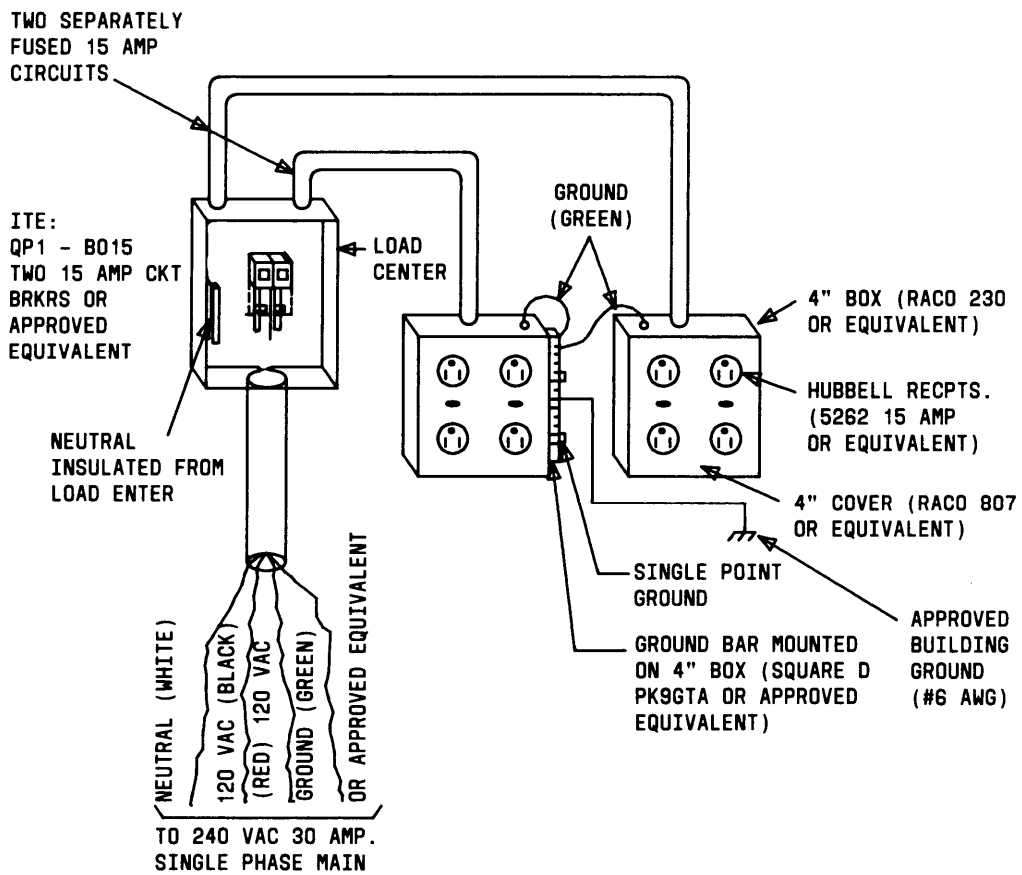 TWO SEPARATELY
FUSED 15 AMP
CIRCUITS
ITE:
QP1 - BO15
TWO 15 AMP CKT
BRKRS OR
APPROVED
EQUIVALENT
LOAD
CENTER
GROUND
(GREEN)
4" BOX (RACO 230
OR EQUIVALENT)
HUBBELL RECPTS.
(5262 15 AMP
OR EQUIVALENT)
NEUTRAL
INSULATED FROM
LOAD ENTER
4" COVER (RACO 807
OR EQUIVALENT)
SINGLE POINT
GROUND
GROUND BAR MOUNTED
ON 4" BOX (SQUARE D
PK9GTA OR APPROVED
EQUIVALENT)
APPROVED
BUILDING
GROUND
(#6 AWG)
NEUTRAL (WHITE)
120 VAC (BLACK)
(RED) 120 VAC
GROUND (GREEN)
OR APPROVED EQUIVALENT
TO 240 VAC 30 AMP.
SINGLE PHASE MAIN